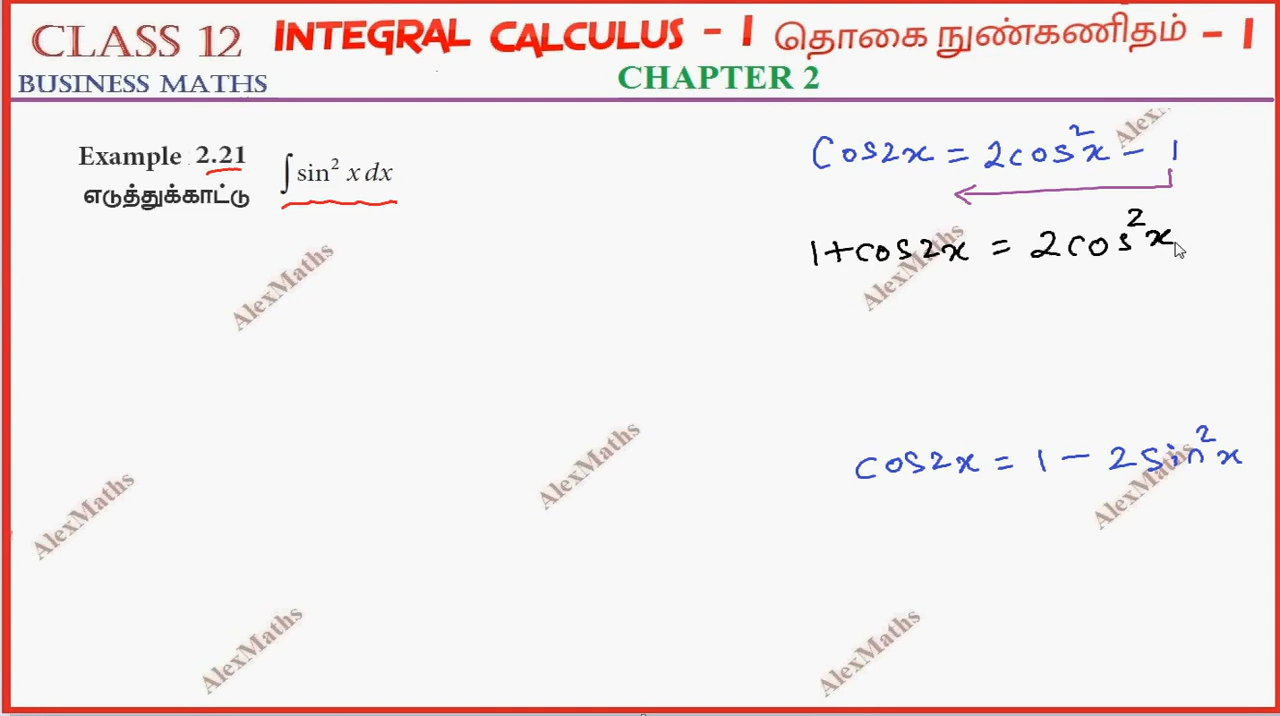 CLASS 12 INTEGRAL CALCULUS - I தொகை நுண்கணிதம் - I
BUSINESS MATHS CHAPTER 2
Example 2.21 ∫ sin² x dx
எடுத்துக்காட்டு
Cos2x = 2cos²x - 1
1+cos2x = 2cos²x
cos2x = 1 - 2sin²x
AlexMaths
AlexMaths
AlexMaths
AlexMaths
AlexMaths
AlexMaths
AlexMaths
AlexMaths